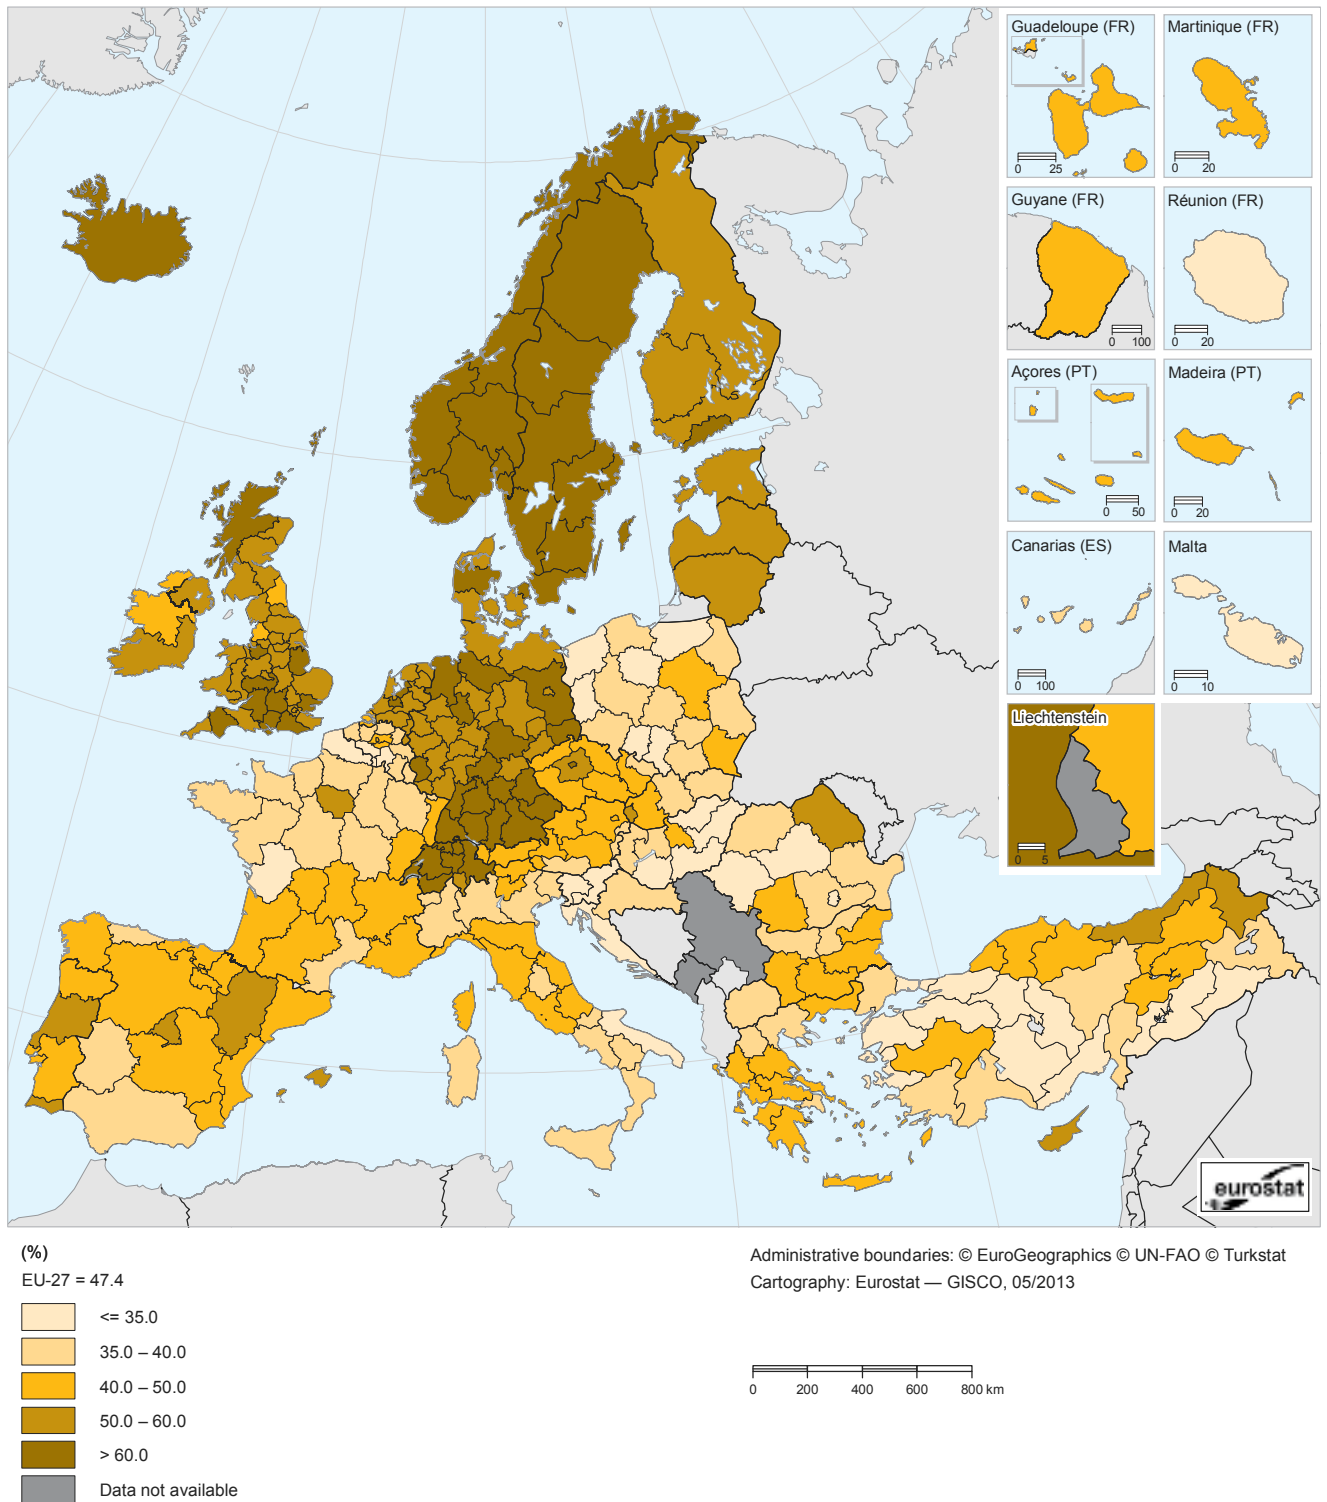 Guadeloupe (FR)
0 25
Martinique (FR)
0 20
Guyane (FR)
0 100
Réunion (FR)
0 20
Açores (PT)
0 50
Madeira (PT)
0 20
Canarias (ES)
0 100
Malta
0 10
Liechtenstein
0 5
eurostat
(%)
EU-27 = 47.4
<= 35.0
35.0 – 40.0
40.0 – 50.0
50.0 – 60.0
> 60.0
Data not available
Administrative boundaries: © EuroGeographics © UN-FAO © Turkstat
Cartography: Eurostat — GISCO, 05/2013
0 200 400 600 800 km